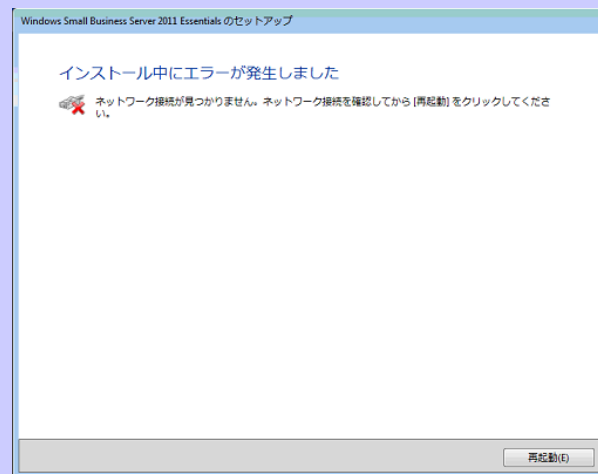 Windows Small Business Server 2011 Essentials のセットアップ
インストール中にエラーが発生しました
ネットワーク接続が見つかりません。ネットワーク接続を確認してから [再起動] をクリックしてくださ
い。
再起動(E)